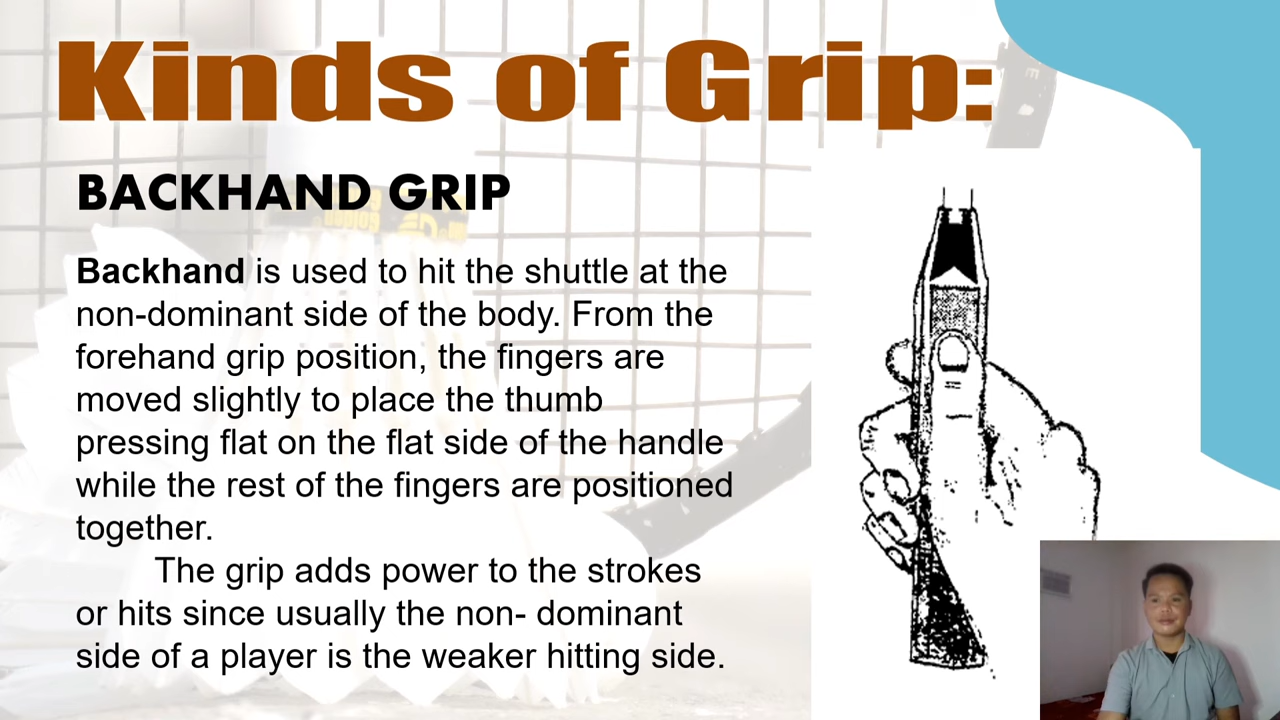 Kinds of Grip:
BACKHAND GRIP
Backhand is used to hit the shuttle at the
non-dominant side of the body. From the
forehand grip position, the fingers are
moved slightly to place the thumb
pressing flat on the flat side of the handle
while the rest of the fingers are positioned
together.
The grip adds power to the strokes
or hits since usually the non- dominant
side of a player is the weaker hitting side.